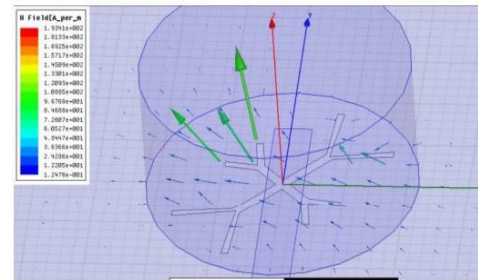 H Field[A_per_m
1.9341e+002
1.8133e+002
1.6925e+002
1.5717e+002
1.4509e+002
1.3301e+002
1.2093e+002
1.0885e+002
9.6768e+001
8.4688e+001
7.2607e+001
6.0527e+001
4.8447e+001
3.6366e+001
2.4286e+001
1.2205e+001
1.2476e-001
Z
Y